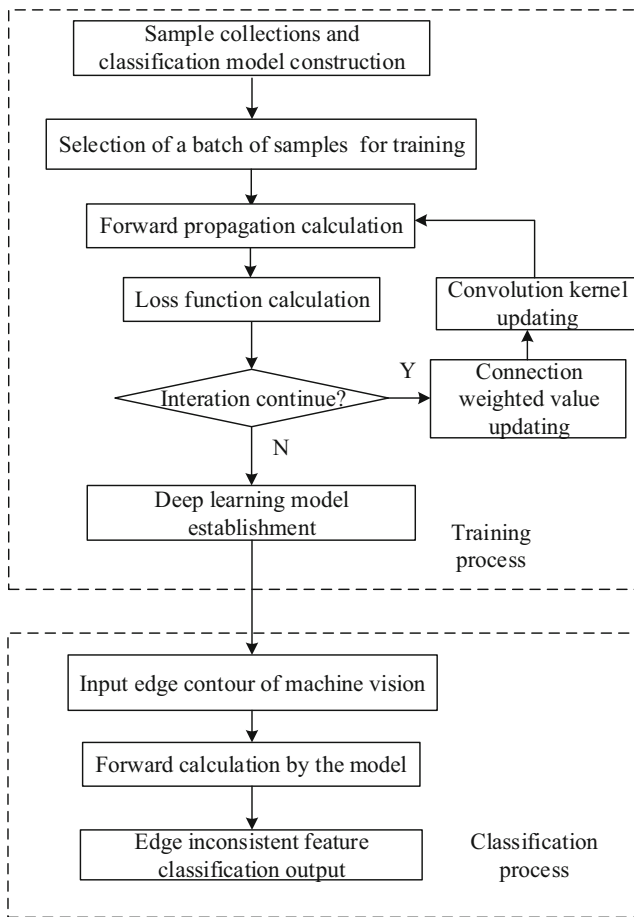 Sample collections and
classification model construction
Selection of a batch of samples for training
Forward propagation calculation
Loss function calculation
Convolution kernel
updating
Interation continue?
Y
Connection
weighted value
updating
N
Deep learning model
establishment
Training
process
Input edge contour of machine vision
Forward calculation by the model
Edge inconsistent feature
classification output
Classification
process